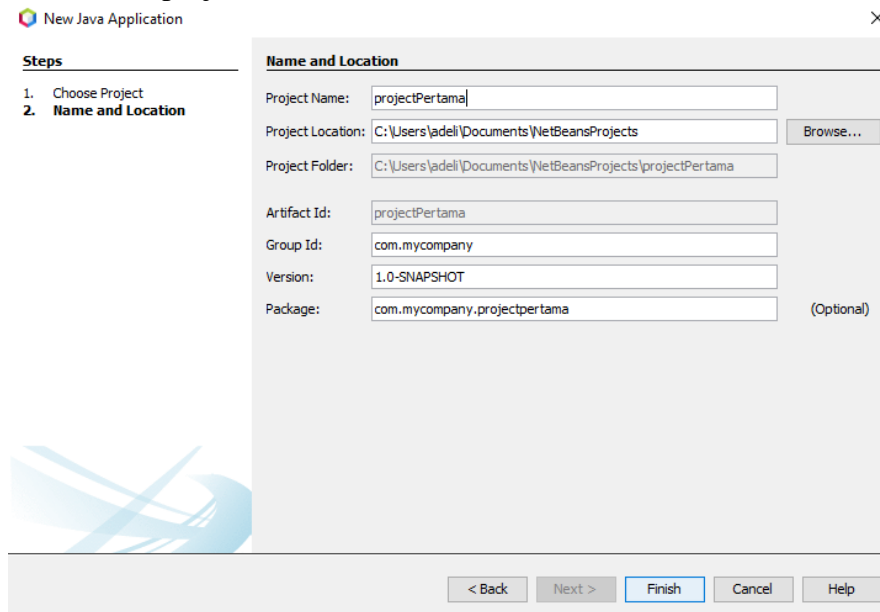 New Java Application
Steps
1. Choose Project
2. Name and Location
Name and Location
Project Name: projectPertama
Project Location: C:\Users\adeli\Documents\NetBeansProjects Browse...
Project Folder: C:\Users\adeli\Documents\NetBeansProjects\projectPertama
Artifact Id: projectPertama
Group Id: com.mycompany
Version: 1.0-SNAPSHOT
Package: com.mycompany.projectpertama (Optional)
< Back Next > Finish Cancel Help